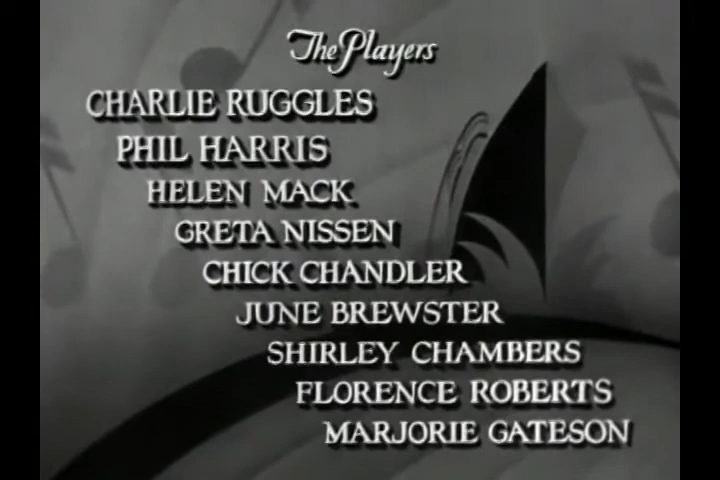 The Players
CHARLIE RUGGLES
PHIL HARRIS
HELEN MACK
GRETA NISSEN
CHICK CHANDLER
JUNE BREWSTER
SHIRLEY CHAMBERS
FLORENCE ROBERTS
MARJORIE GATESON